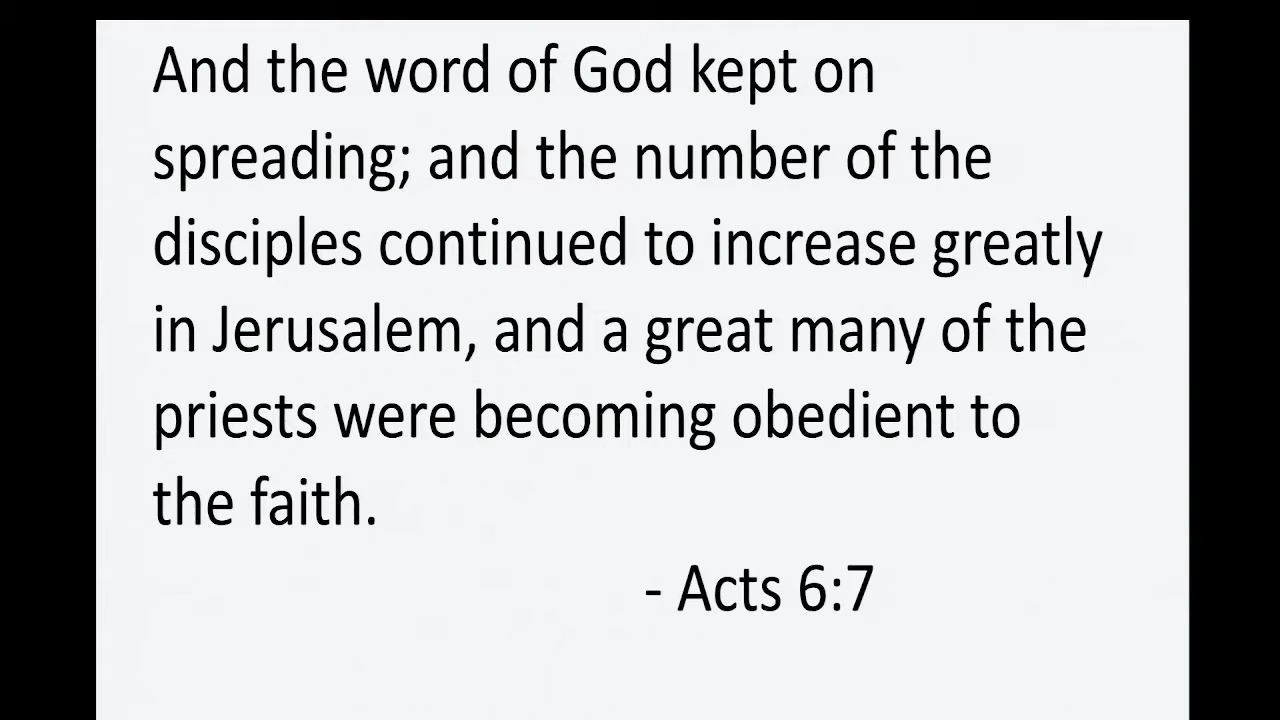 And the word of God kept on
spreading; and the number of the
disciples continued to increase greatly
in Jerusalem, and a great many of the
priests were becoming obedient to
the faith.
- Acts 6:7